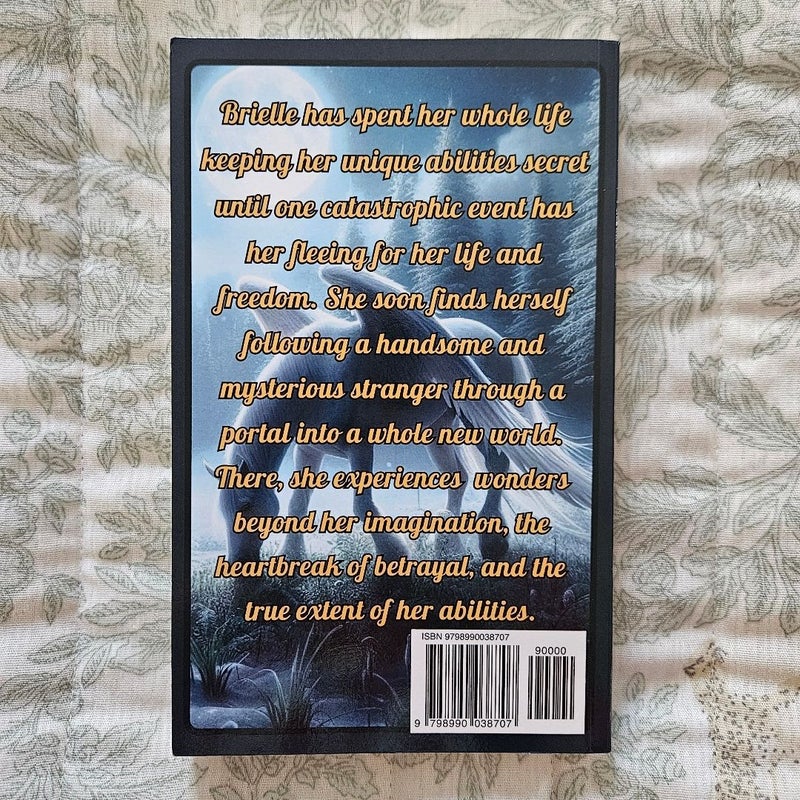 Brielle has spent her whole life
keeping her unique abilities secret
until one catastrophic event has
her fleeing for her life and
freedom. She soon finds herself
following a handsome and
mysterious stranger through a
portal into a whole new world.
There, she experiences wonders
beyond her imagination, the
heartbreak of betrayal, and the
true extent of her abilities.
ISBN 9798990038707
90000
9 798990 038707